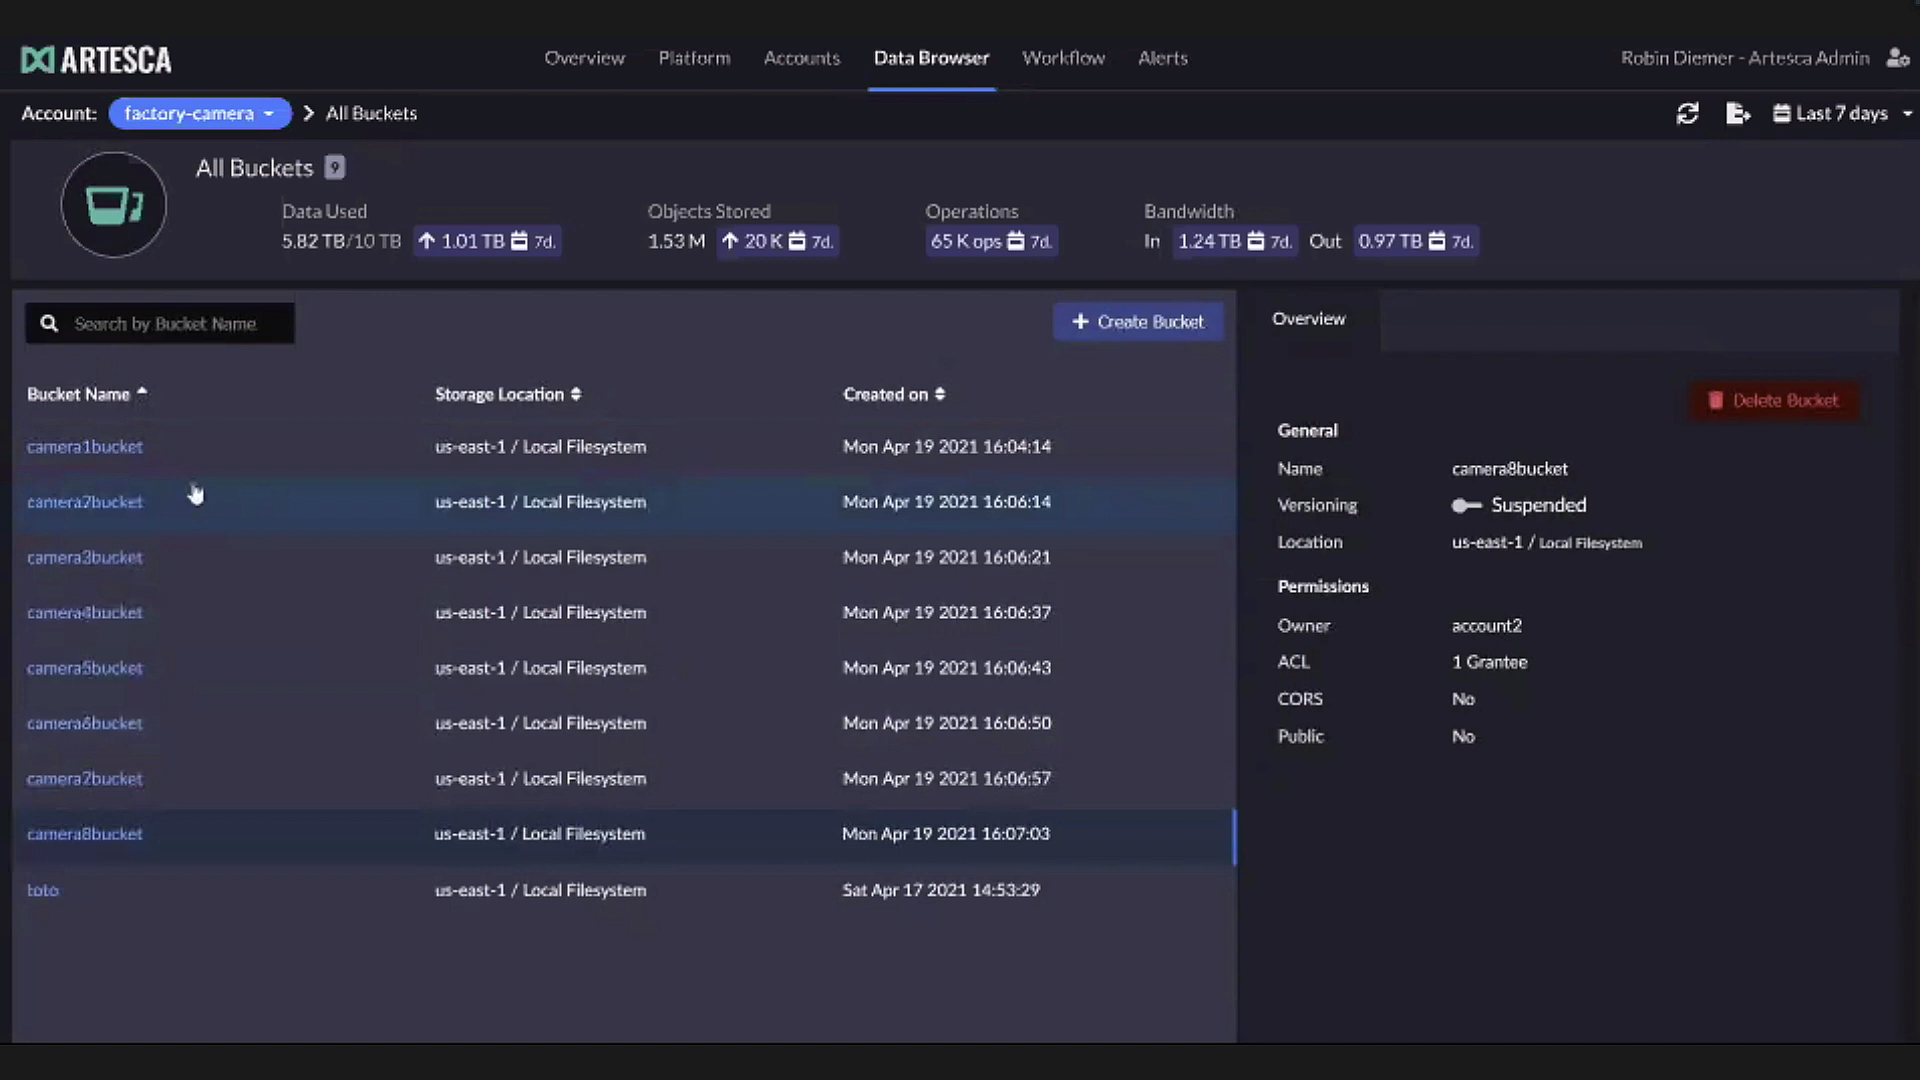 ARTESCA
Overview Platform Accounts Data Browser Workflow Alerts Robin Diemer - Artesca Admin
Account: factory-camera > All Buckets Last 7 days
All Buckets 9
Data Used Objects Stored Operations Bandwidth
5.82 TB/10 TB 1.01 TB 7d. 1.53 M 20 K 7d. 65 K ops 7d. In 1.24 TB 7d. Out 0.97 TB 7d.
Search by Bucket Name + Create Bucket Overview
Bucket Name Storage Location Created on Delete Bucket
General
camera1bucket us-east-1 / Local Filesystem Mon Apr 19 2021 16:04:14
Name camera8bucket
camera2bucket us-east-1 / Local Filesystem Mon Apr 19 2021 16:06:14
Versioning Suspended
Location us-east-1 / Local Filesystem
camera3bucket us-east-1 / Local Filesystem Mon Apr 19 2021 16:06:21
Permissions
camera4bucket us-east-1 / Local Filesystem Mon Apr 19 2021 16:06:37
Owner account2
camera5bucket us-east-1 / Local Filesystem Mon Apr 19 2021 16:06:43
ACL 1 Grantee
CORS No
camera6bucket us-east-1 / Local Filesystem Mon Apr 19 2021 16:06:50
Public No
us-east-1 / Local Filesystem Mon Apr 19 2021 16:06:57
camera8bucket us-east-1 / Local Filesystem Mon Apr 19 2021 16:07:03
toto us-east-1 / Local Filesystem Sat Apr 17 2021 14:53:29